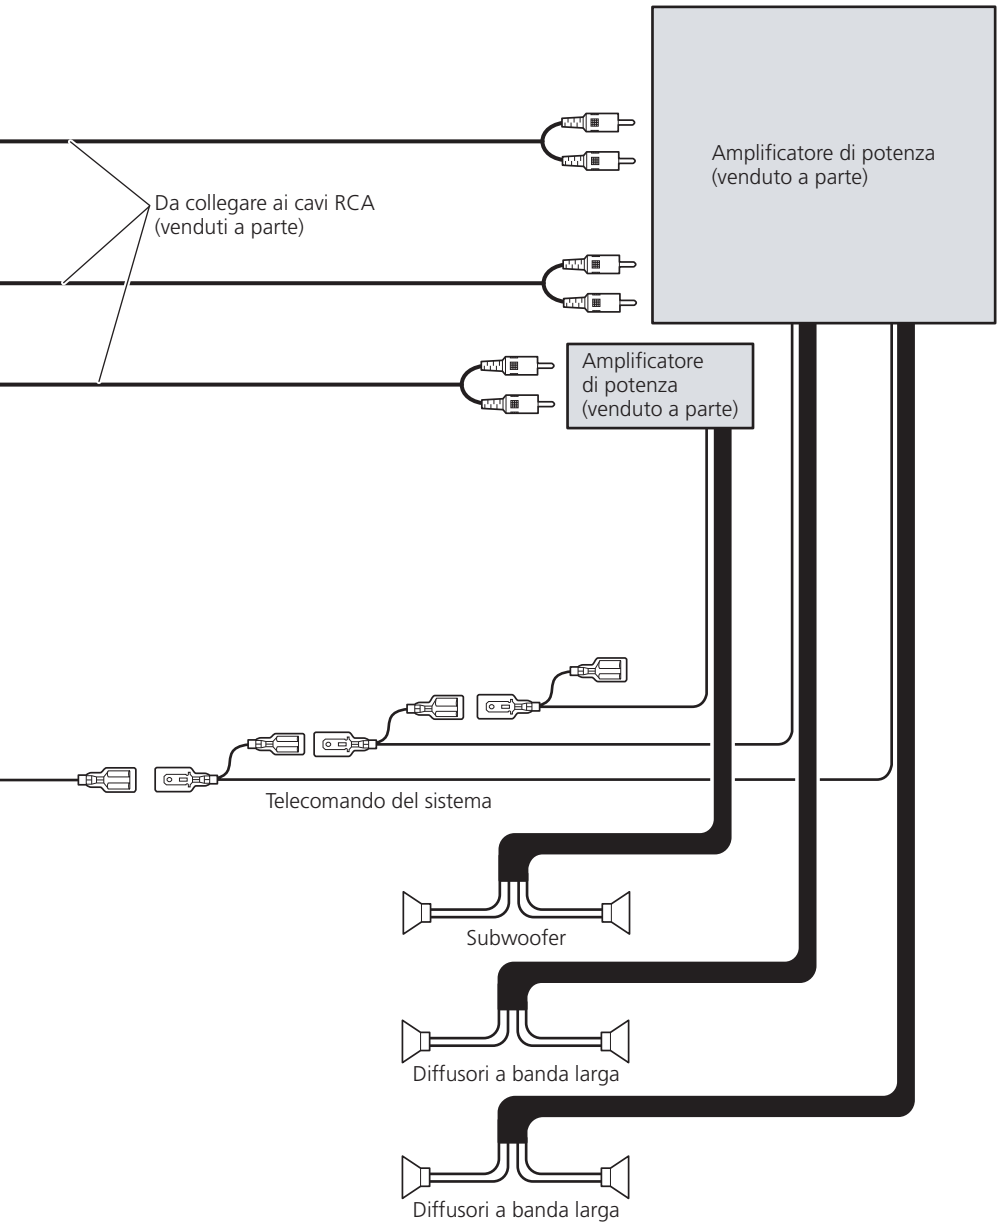 Amplificatore di potenza
(venduto a parte)
Da collegare ai cavi RCA
(venduti a parte)
Amplificatore
di potenza
(venduto a parte)
Telecomando del sistema
Subwoofer
Diffusori a banda larga
Diffusori a banda larga